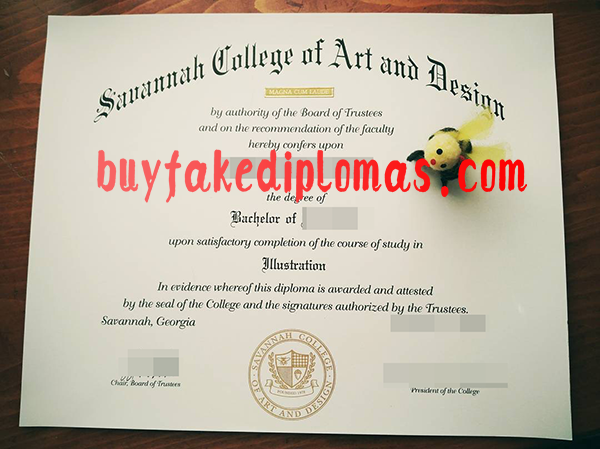 Savannah College of Art and Design
MAGNA CUM LAUDE
by authority of the Board of Trustees
and on the recommendation of the faculty
hereby confers upon
buyfakediplomas.com
the degree of
Bachelor of
upon satisfactory completion of the course of study in
Illustration
In evidence whereof this diploma is awarded and attested
by the seal of the College and the signatures authorized by the Trustees.
Savannah, Georgia
SAVANNAH COLLEGE
OF ART AND DESIGN
Chair, Board of Trustees
President of the College